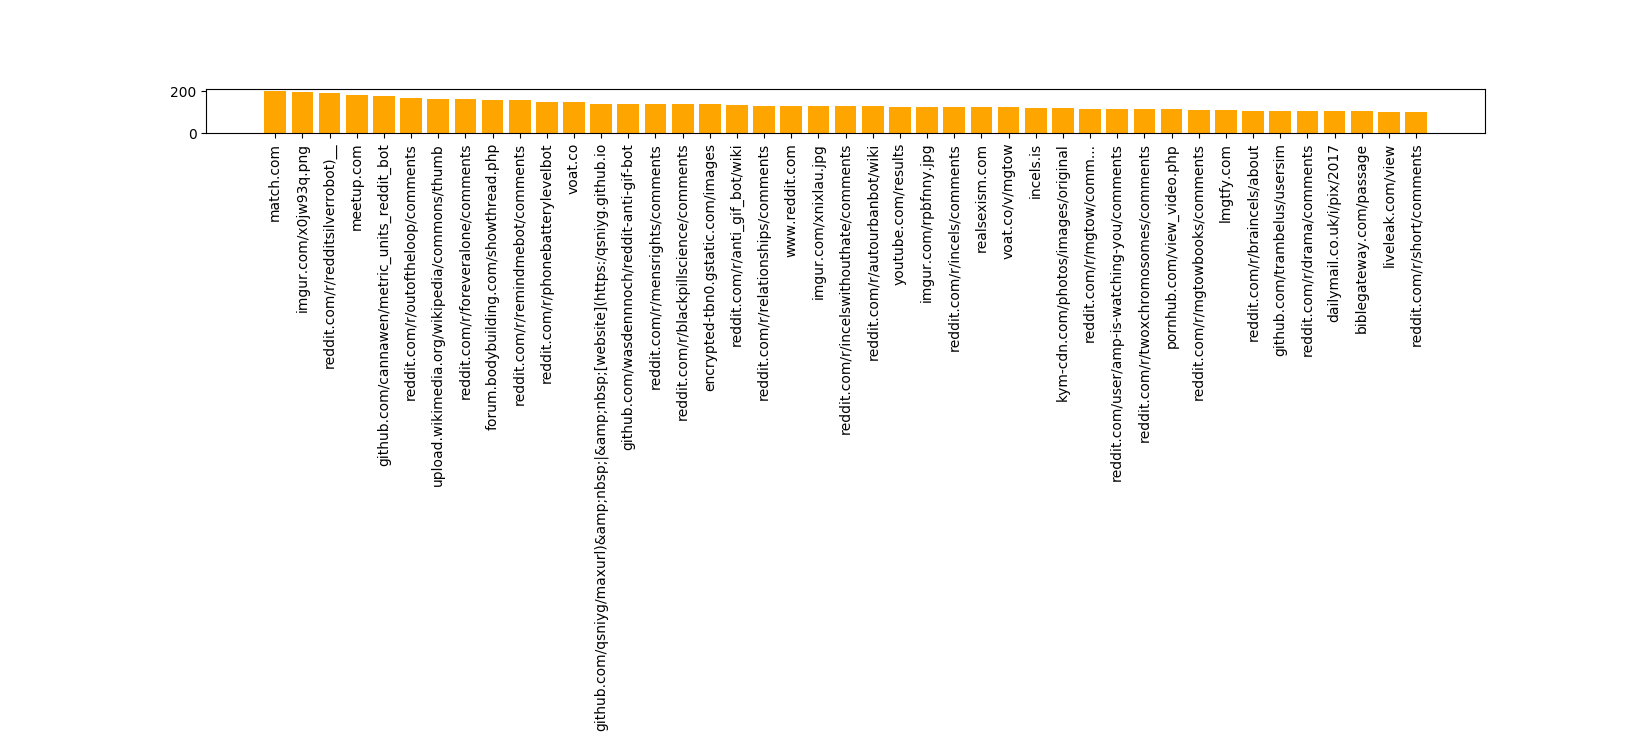 200
0
match.com
imgur.com/x0jw93q.png
reddit.com/r/redditsilverrobot)__
meetup.com
github.com/cannawen/metric_units_reddit_bot
reddit.com/r/outoftheloop/comments
upload.wikimedia.org/wikipedia/commons/thumb
reddit.com/r/foreveralone/comments
forum.bodybuilding.com/showthread.php
reddit.com/r/remindmebot/comments
reddit.com/r/phonebatterylevelbot
voat.co
github.com/qsniyg/maxurl)&amp;nbsp;|&amp;nbsp;[website](https:/qsniyg.github.io
github.com/wasdennnoch/reddit-anti-gif-bot
reddit.com/r/mensrights/comments
reddit.com/r/blackpillscience/comments
encrypted-tbn0.gstatic.com/images
reddit.com/r/anti_gif_bot/wiki
reddit.com/r/relationships/comments
www.reddit.com
imgur.com/xnixlau.jpg
reddit.com/r/incelswithouthate/comments
reddit.com/r/autourbanbot/wiki
youtube.com/results
imgur.com/rpbfnny.jpg
reddit.com/r/incels/comments
realsexism.com
voat.co/v/mgtow
incels.is
kym-cdn.com/photos/images/original
reddit.com/r/mgtow/comm...
reddit.com/user/amp-is-watching-you/comments
reddit.com/r/twoxchromosomes/comments
pornhub.com/view_video.php
reddit.com/r/mgtowbooks/comments
lmgtfy.com
reddit.com/r/braincels/about
github.com/trambelus/usersim
reddit.com/r/drama/comments
dailymail.co.uk/i/pix/2017
biblegateway.com/passage
liveleak.com/view
reddit.com/r/short/comments